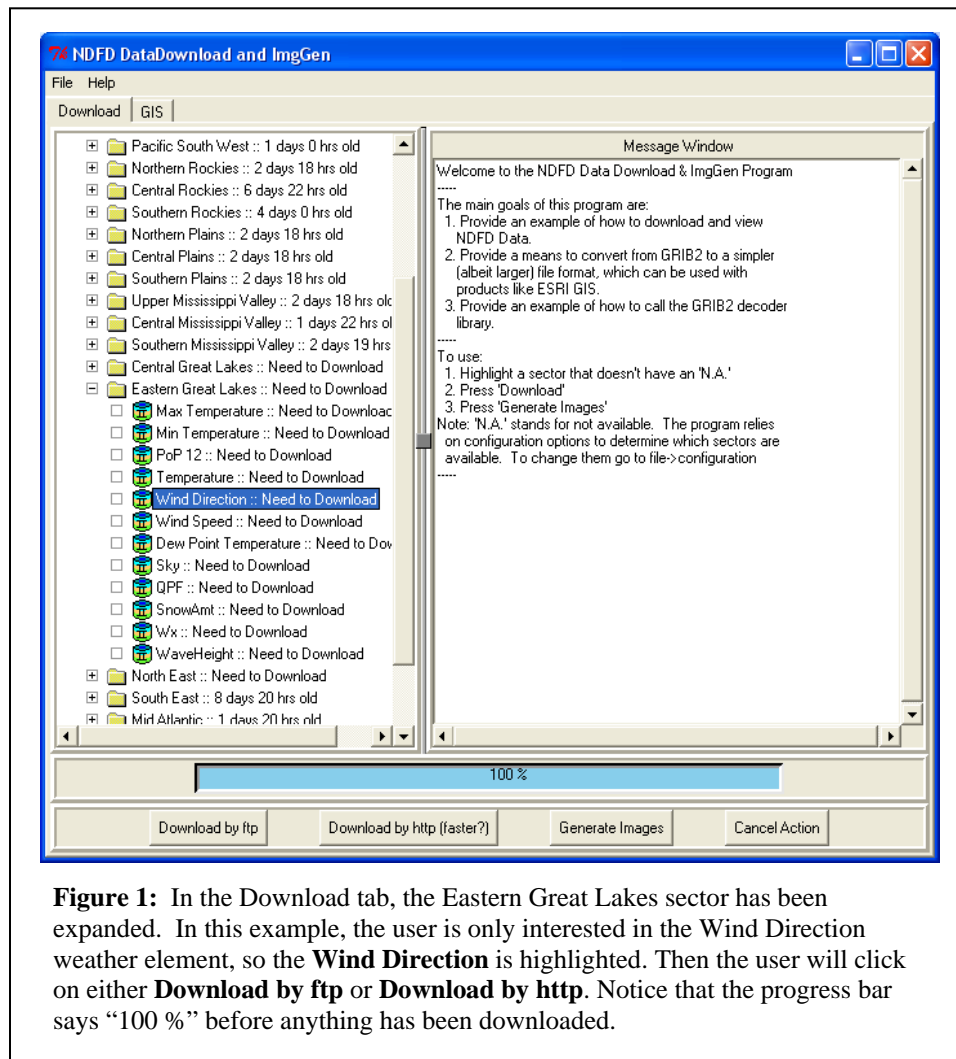 NDFD DataDownload and ImgGen
File Help
Download GIS
Pacific South West :: 1 days 0 hrs old
Northern Rockies :: 2 days 18 hrs old
Central Rockies :: 6 days 22 hrs old
Southern Rockies :: 4 days 0 hrs old
Northern Plains :: 2 days 18 hrs old
Central Plains :: 2 days 18 hrs old
Southern Plains :: 2 days 18 hrs old
Upper Mississippi Valley :: 2 days 18 hrs old
Central Mississippi Valley :: 1 days 22 hrs ol
Southern Mississippi Valley :: 2 days 19 hrs
Central Great Lakes :: Need to Download
Eastern Great Lakes :: Need to Download
Max Temperature :: Need to Downloac
Min Temperature :: Need to Download
PoP 12 :: Need to Download
Temperature :: Need to Download
Wind Direction :: Need to Download
Wind Speed :: Need to Download
Dew Point Temperature :: Need to Dow
Sky :: Need to Download
QPF :: Need to Download
SnowAmt :: Need to Download
Wx :: Need to Download
WaveHeight :: Need to Download
North East :: Need to Download
South East :: 8 days 20 hrs old
Mid Atlantic :: 1 days 20 hrs old
Message Window
Welcome to the NDFD Data Download & ImgGen Program
-----
The main goals of this program are:
1. Provide an example of how to download and view
NDFD Data.
2. Provide a means to convert from GRIB2 to a simpler
(albeit larger) file format, which can be used with
products like ESRI GIS.
3. Provide an example of how to call the GRIB2 decoder
library.
-----
To use:
1. Highlight a sector that doesn't have an 'N.A.'
2. Press 'Download'
3. Press 'Generate Images'
Note: 'N.A.' stands for not available. The program relies
on configuration options to determine which sectors are
available. To change them go to file->configuration
-----
100 %
Download by ftp Download by http (faster?) Generate Images Cancel Action
Figure 1: In the Download tab, the Eastern Great Lakes sector has been
expanded. In this example, the user is only interested in the Wind Direction
weather element, so the Wind Direction is highlighted. Then the user will click
on either Download by ftp or Download by http. Notice that the progress bar
says “100 %” before anything has been downloaded.